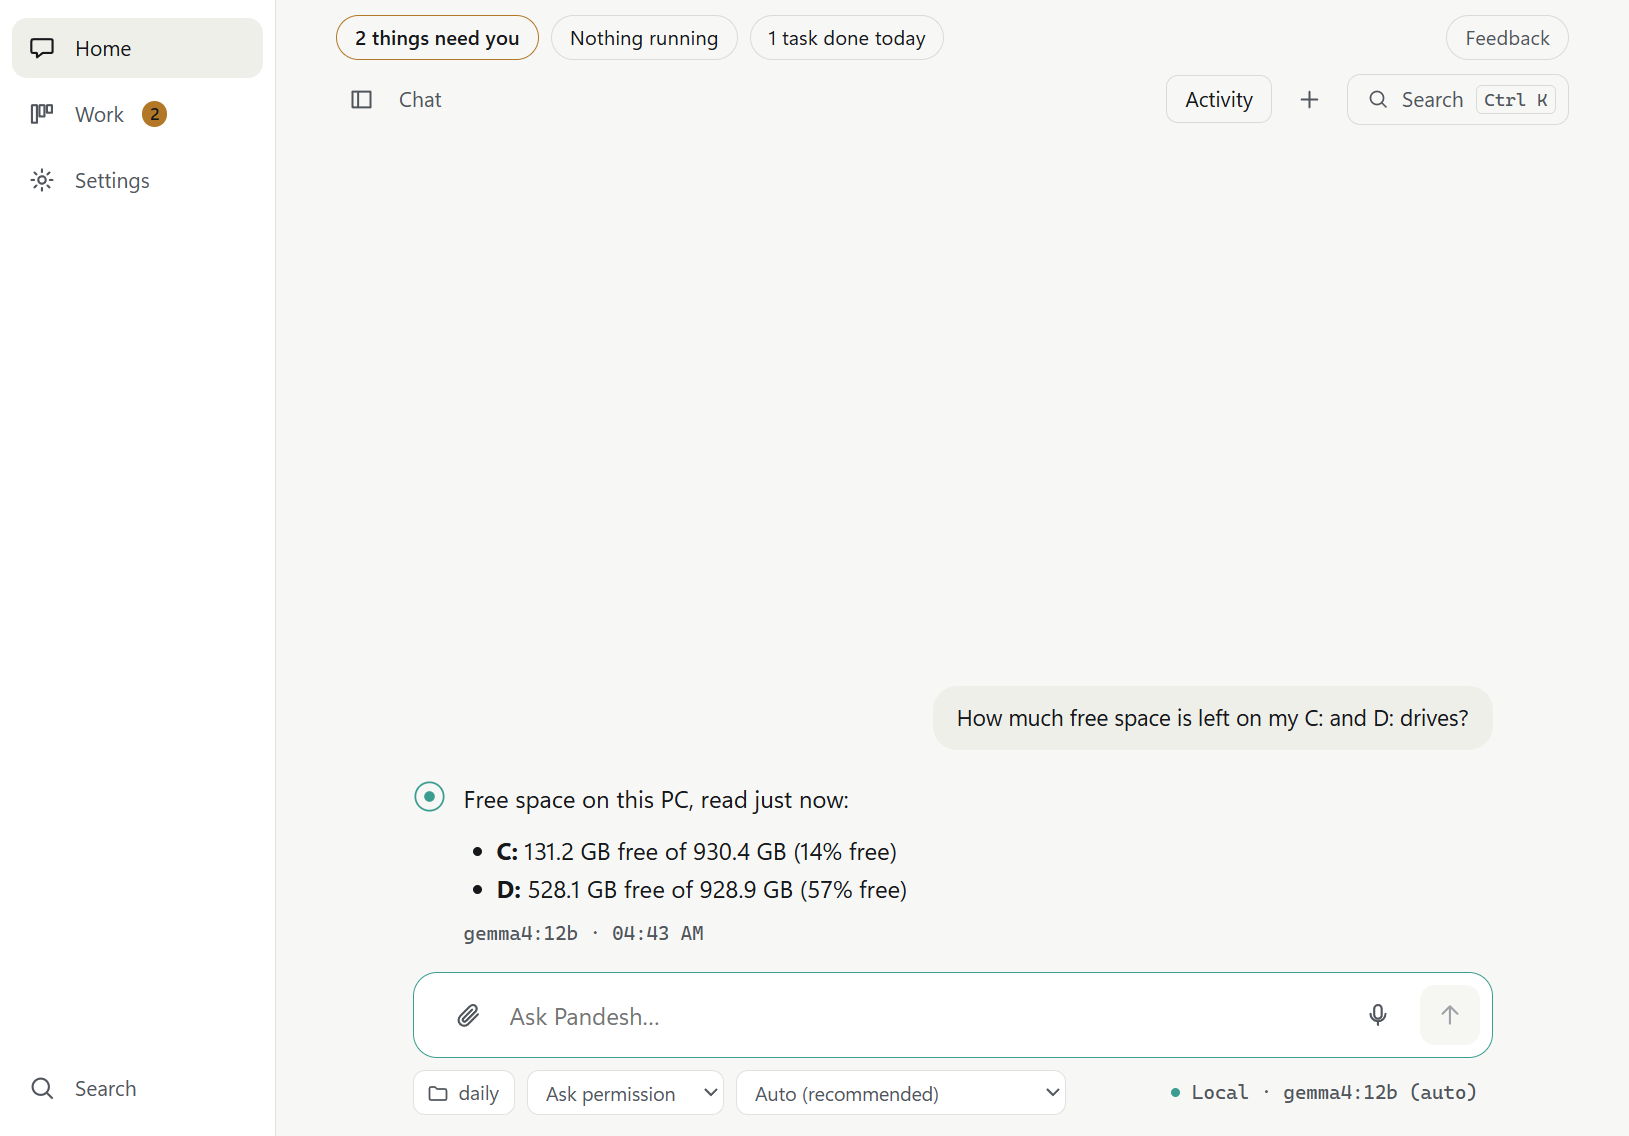 Home
Work 2
Settings
Search
2 things need you
Nothing running
1 task done today
Feedback
Chat
Activity
Search Ctrl K
How much free space is left on my C: and D: drives?
Free space on this PC, read just now:
• C: 131.2 GB free of 930.4 GB (14% free)
• D: 528.1 GB free of 928.9 GB (57% free)
gemma4:12b · 04:43 AM
Ask Pandesh...
daily
Ask permission
Auto (recommended)
Local · gemma4:12b (auto)